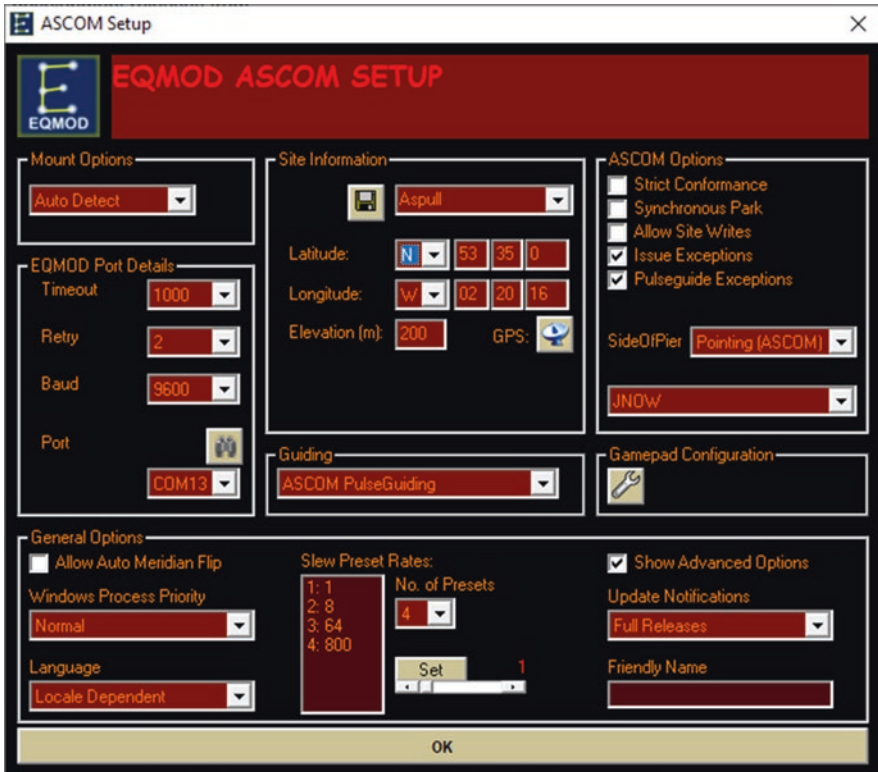 ASCOM Setup
EQMOD
EQMOD ASCOM SETUP
Mount Options
Auto Detect
EQMOD Port Details
Timeout 1000
Retry 2
Baud 9600
Port
COM13
Site Information
Aspull
Latitude: N 53 35 0
Longitude: W 02 20 16
Elevation (m): 200 GPS:
Guiding
ASCOM PulseGuiding
ASCOM Options
Strict Conformance
Synchronous Park
Allow Site Writes
Issue Exceptions
Pulseguide Exceptions
SideOfPier Pointing (ASCOM)
JNOW
Gamepad Configuration
General Options
Allow Auto Meridian Flip
Windows Process Priority
Normal
Language
Locale Dependent
Slew Preset Rates:
1: 1
2: 8
3: 64
4: 800
No. of Presets
4
Set 1
Show Advanced Options
Update Notifications
Full Releases
Friendly Name
OK